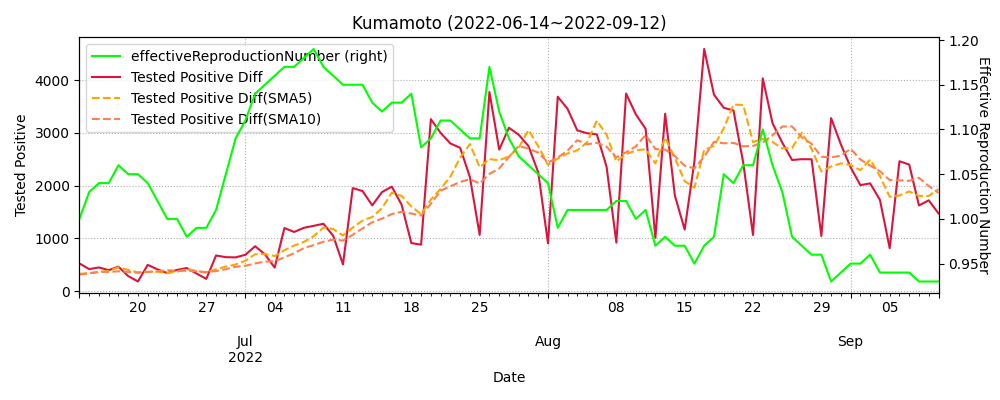 Kumamoto (2022-06-14~2022-09-12)
effectiveReproductionNumber (right)
Tested Positive Diff
Tested Positive Diff(SMA5)
Tested Positive Diff(SMA10)
Tested Positive
4000
3000
2000
1000
0
Effective Reproduction Number
1.20
1.15
1.10
1.05
1.00
0.95
20 27 04 11 18 25 08 15 22 29 05
Jul Aug Sep
2022
Date